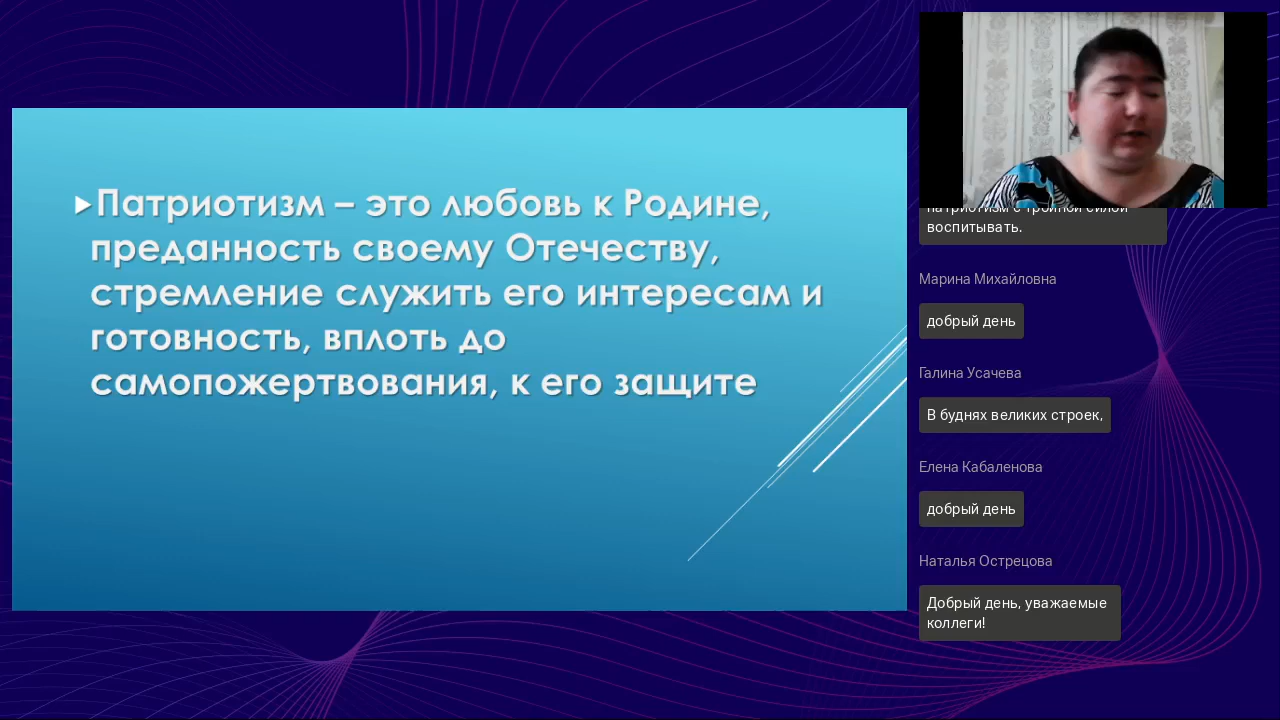 Патриотизм – это любовь к Родине,
преданность своему Отечеству,
стремление служить его интересам и
готовность, вплоть до
самопожертвования, к его защите
патриотизм с тройной силой
воспитывать.
Марина Михайловна
добрый день
Галина Усачева
В буднях великих строек,
Елена Кабаленова
добрый день
Наталья Острецова
Добрый день, уважаемые
коллеги!